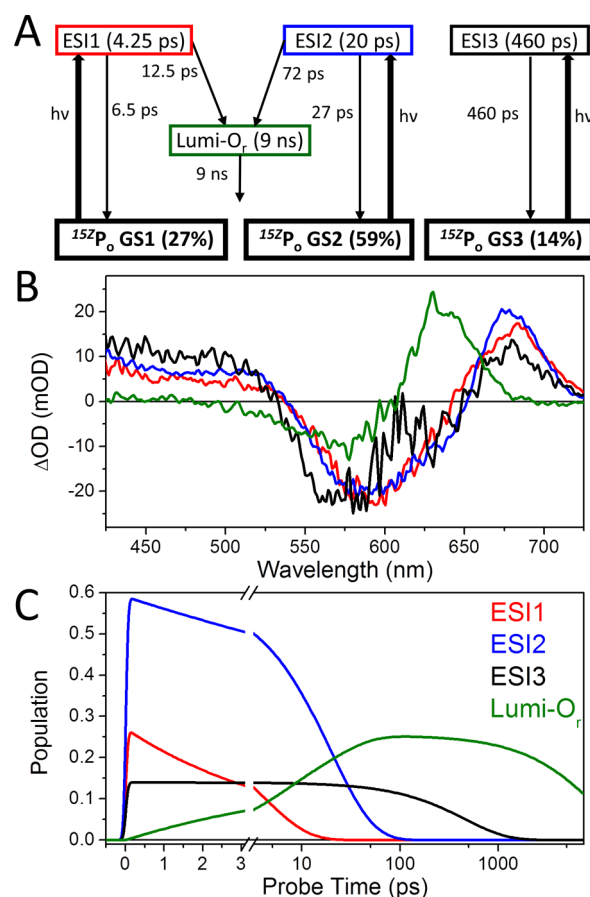 A
ESI1 (4.25 ps)
ESI2 (20 ps)
ESI3 (460 ps)
12.5 ps
72 ps
hν
6.5 ps
27 ps
hν
460 ps
hν
Lumi-Oᵣ (9 ns)
9 ns
¹⁵ᶻPₒ GS1 (27%)
¹⁵ᶻPₒ GS2 (59%)
¹⁵ᶻPₒ GS3 (14%)
B
ΔOD (mOD)
20
10
0
-10
-20
450 500 550 600 650 700
Wavelength (nm)
C
Population
0.6
0.5
0.3
0.2
0.0
ESI1
ESI2
ESI3
Lumi-Oᵣ
0 1 2 3 10 100 1000
Probe Time (ps)